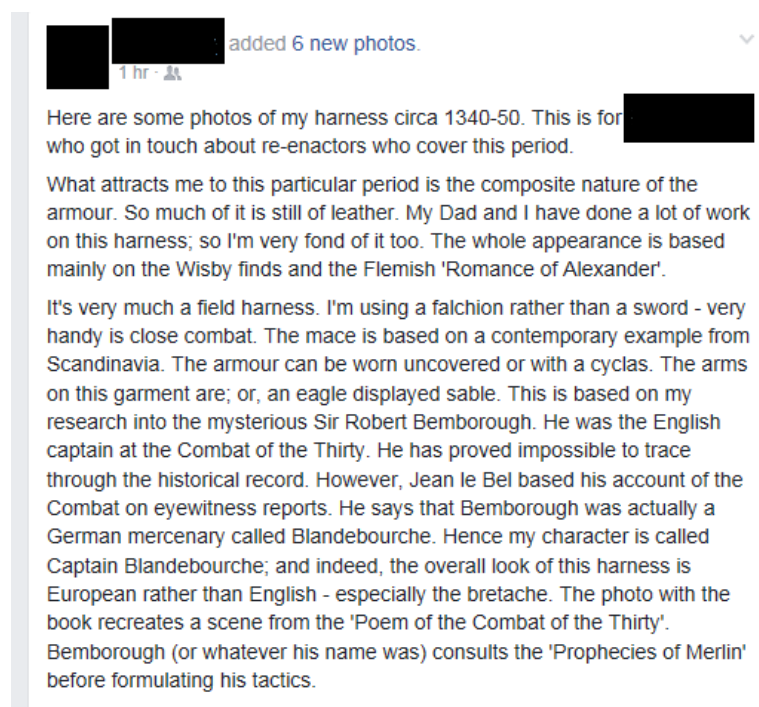 added 6 new photos.
1 hr ·
Here are some photos of my harness circa 1340-50. This is for
who got in touch about re-enactors who cover this period.
What attracts me to this particular period is the composite nature of the
armour. So much of it is still of leather. My Dad and I have done a lot of work
on this harness; so I'm very fond of it too. The whole appearance is based
mainly on the Wisby finds and the Flemish 'Romance of Alexander'.
It's very much a field harness. I'm using a falchion rather than a sword - very
handy is close combat. The mace is based on a contemporary example from
Scandinavia. The armour can be worn uncovered or with a cyclas. The arms
on this garment are; or, an eagle displayed sable. This is based on my
research into the mysterious Sir Robert Bemborough. He was the English
captain at the Combat of the Thirty. He has proved impossible to trace
through the historical record. However, Jean le Bel based his account of the
Combat on eyewitness reports. He says that Bemborough was actually a
German mercenary called Blandebourche. Hence my character is called
Captain Blandebourche; and indeed, the overall look of this harness is
European rather than English - especially the bretache. The photo with the
book recreates a scene from the 'Poem of the Combat of the Thirty'.
Bemborough (or whatever his name was) consults the 'Prophecies of Merlin'
before formulating his tactics.